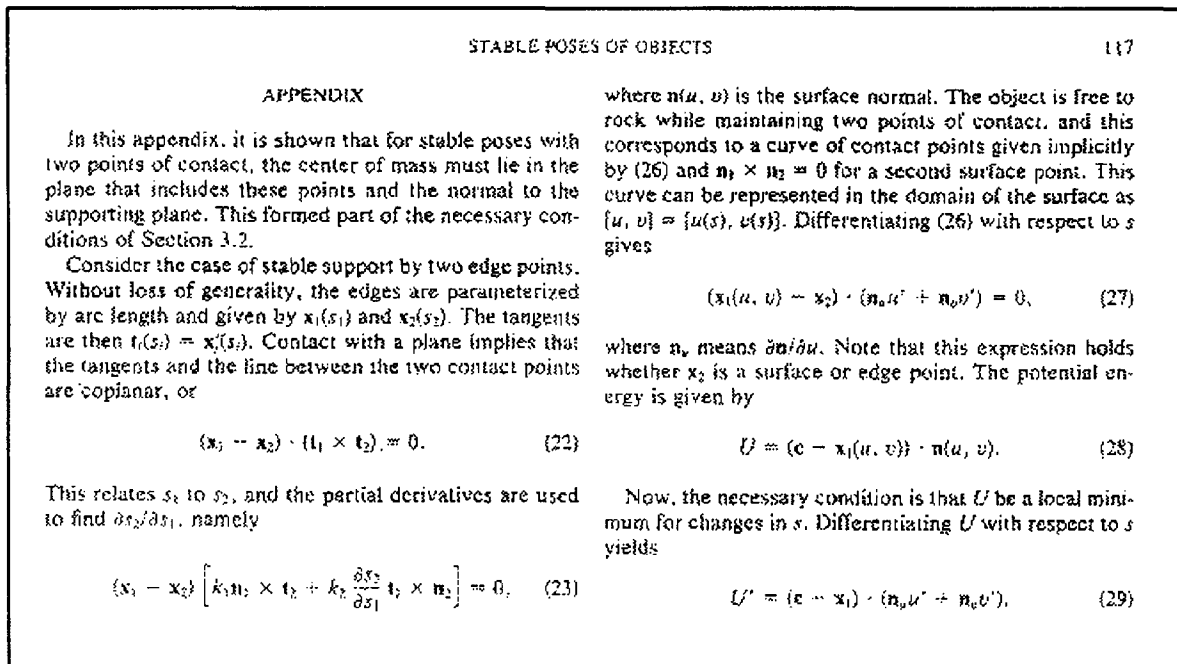 STABLE POSES OF OBJECTS 117
APPENDIX
In this appendix, it is shown that for stable poses with
two points of contact, the center of mass must lie in the
plane that includes these points and the normal to the
supporting plane. This formed part of the necessary con-
ditions of Section 3.2.
Consider the case of stable support by two edge points.
Without loss of generality, the edges are parameterized
by arc length and given by x₁(s₁) and x₂(s₂). The tangents
are then tᵢ(sᵢ) = xᵢ′(sᵢ). Contact with a plane implies that
the tangents and the line between the two contact points
are coplanar, or
(x₁ − x₂) · (t₁ × t₂) = 0. (22)
This relates s₁ to s₂, and the partial derivatives are used
to find ∂s₂/∂s₁, namely
(x₁ − x₂) [k₁n₁ × t₂ + k₂ ∂s₂/∂s₁ t₁ × n₂] = 0, (23)
where n(u, v) is the surface normal. The object is free to
rock while maintaining two points of contact, and this
corresponds to a curve of contact points given implicitly
by (26) and n₁ × n₂ = 0 for a second surface point. This
curve can be represented in the domain of the surface as
[u, v] = [u(s), v(s)]. Differentiating (26) with respect to s
gives
(x₁(u, v) − x₂) · (nᵤu′ + nᵥv′) = 0, (27)
where nᵤ means ∂n/∂u. Note that this expression holds
whether x₂ is a surface or edge point. The potential en-
ergy is given by
U = (c − x₁(u, v)) · n(u, v). (28)
Now, the necessary condition is that U be a local mini-
mum for changes in s. Differentiating U with respect to s
yields
U′ = (c − x₁) · (nᵤu′ + nᵥv′), (29)